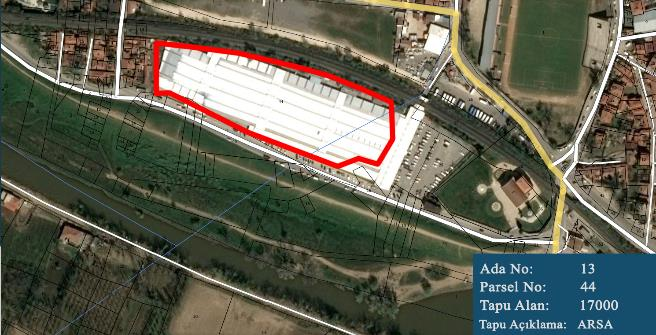 Ada No: 13
Parsel No: 44
Tapu Alan: 17000
Tapu Açıklama: ARSA